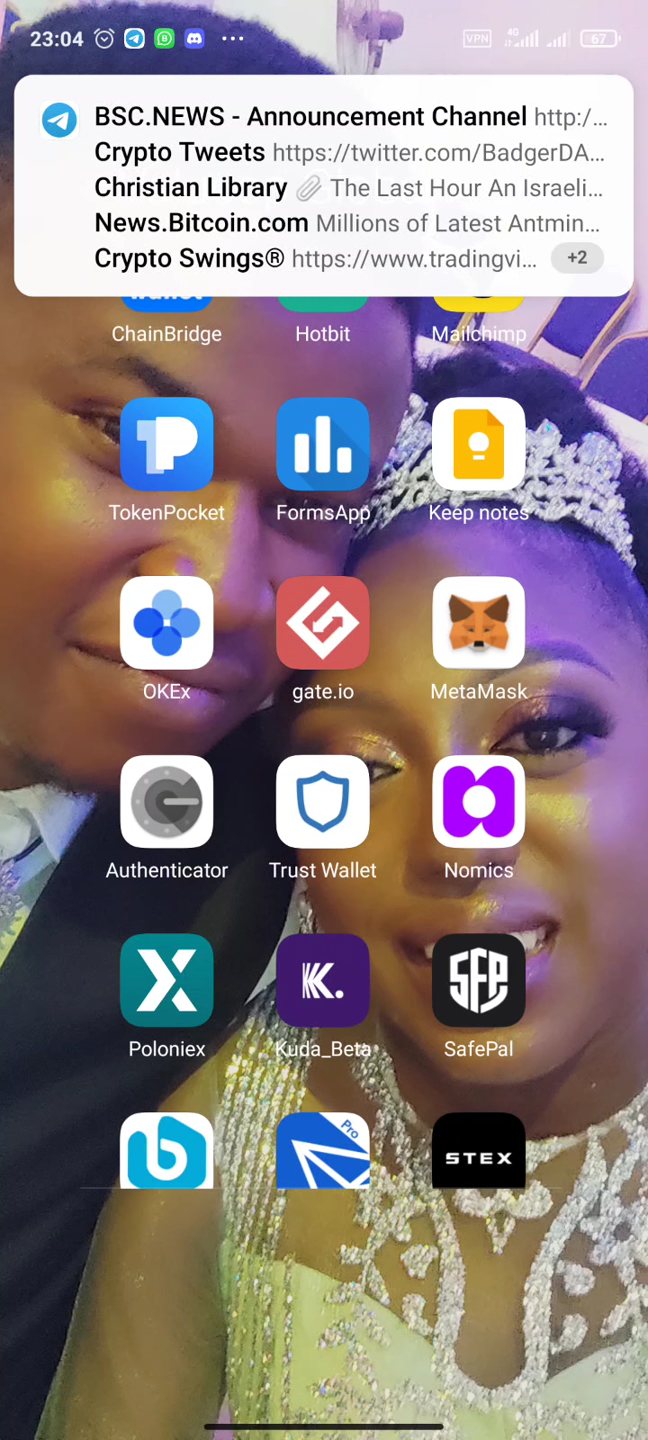 23:04
VPN
4G
67
BSC.NEWS - Announcement Channel http:/...
Crypto Tweets https://twitter.com/BadgerDA...
Christian Library The Last Hour An Israeli...
News.Bitcoin.com Millions of Latest Antmin...
Crypto Swings® https://www.tradingvi...
+2
ChainBridge Hotbit Mailchimp
TokenPocket FormsApp Keep notes
OKEx gate.io MetaMask
Authenticator Trust Wallet Nomics
K. SFP
Poloniex Kuda_Beta SafePal
b Pro STEX